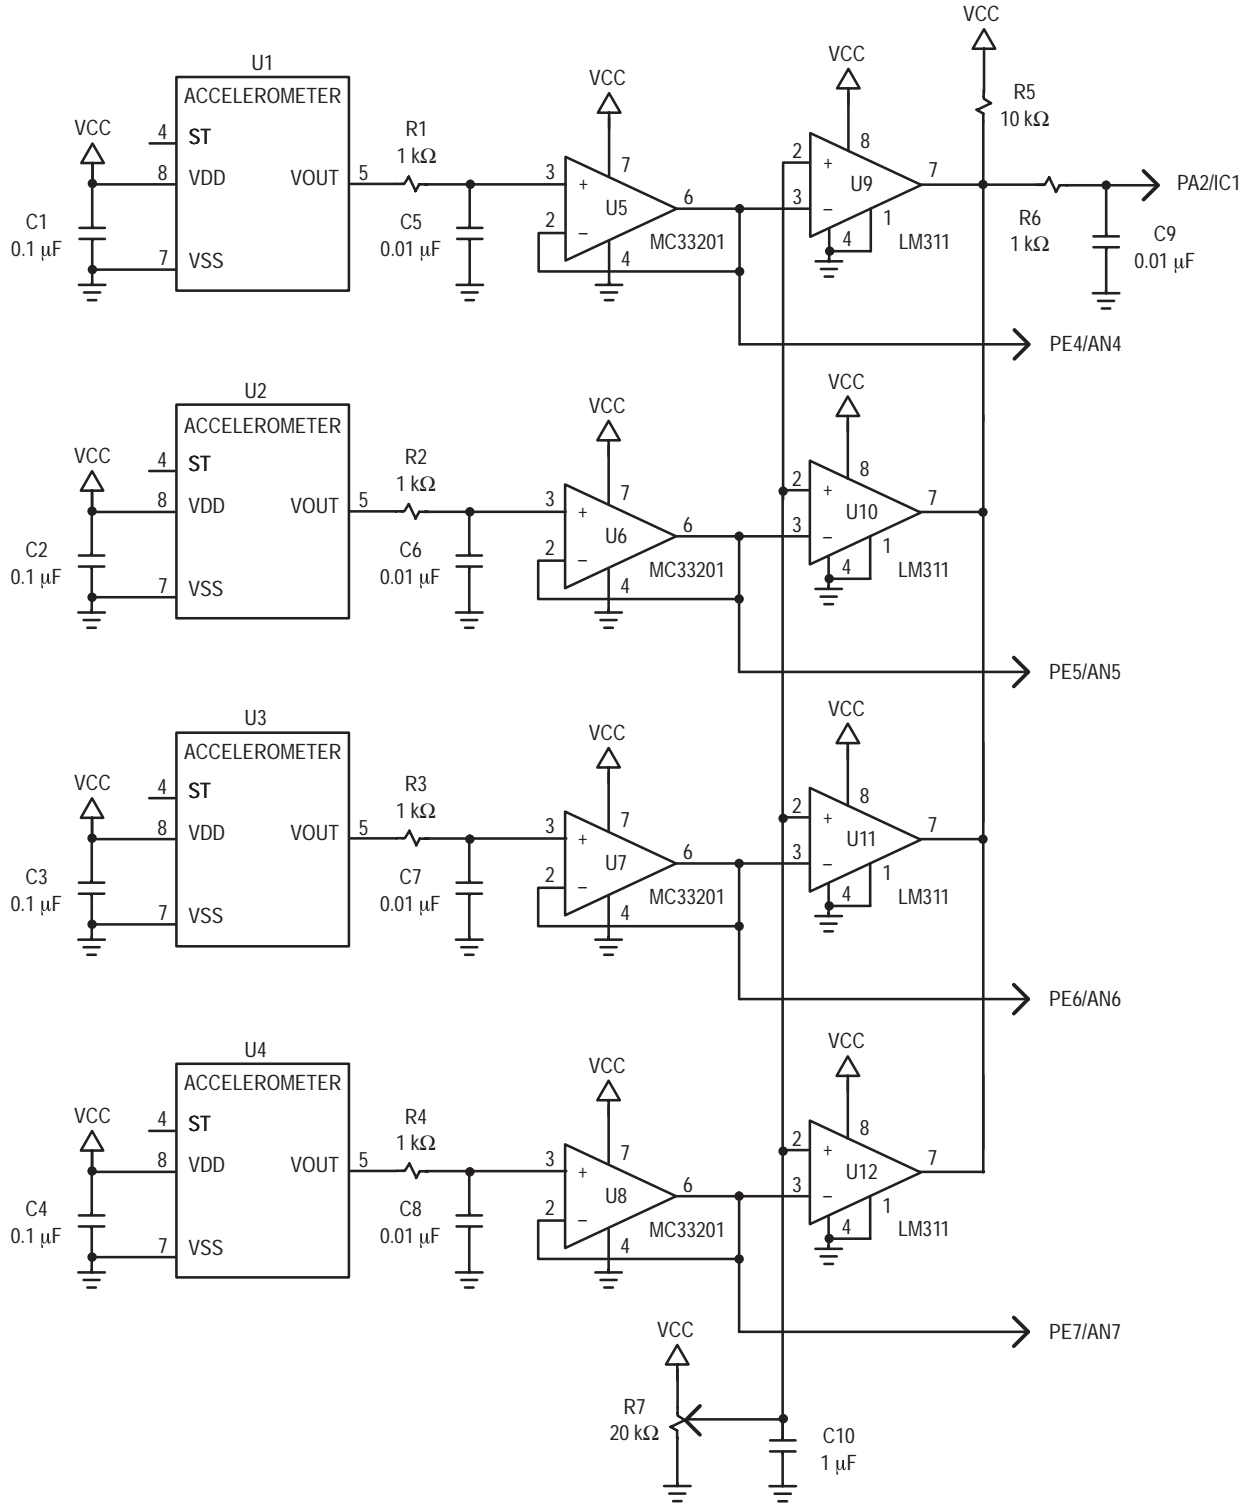 VCC
U1
ACCELEROMETER
VCC
VCC
R5
10 kΩ
VCC
4 ST
R1
1 kΩ
8 VDD VOUT 5
3 + 7
U5
2 − 6
4
MC33201
2 + 8
U9 7
3 − 1
4
LM311
PA2/IC1
R6
1 kΩ
C9
0.01 µF
C1
0.1 µF
7 VSS
C5
0.01 µF
PE4/AN4
U2
ACCELEROMETER
VCC
VCC
VCC
4 ST
R2
1 kΩ
8 VDD VOUT 5
3 + 7
U6
2 − 6
4
MC33201
2 + 8
U10 7
3 − 1
4
LM311
C2
0.1 µF
7 VSS
C6
0.01 µF
PE5/AN5
U3
ACCELEROMETER
VCC
VCC
VCC
4 ST
R3
1 kΩ
8 VDD VOUT 5
3 + 7
U7
2 − 6
4
MC33201
2 + 8
U11 7
3 − 1
4
LM311
C3
0.1 µF
7 VSS
C7
0.01 µF
PE6/AN6
U4
ACCELEROMETER
VCC
VCC
VCC
4 ST
R4
1 kΩ
8 VDD VOUT 5
3 + 7
U8
2 − 6
4
MC33201
2 + 8
U12 7
3 − 1
4
LM311
C4
0.1 µF
7 VSS
C8
0.01 µF
PE7/AN7
VCC
R7
20 kΩ
C10
1 µF